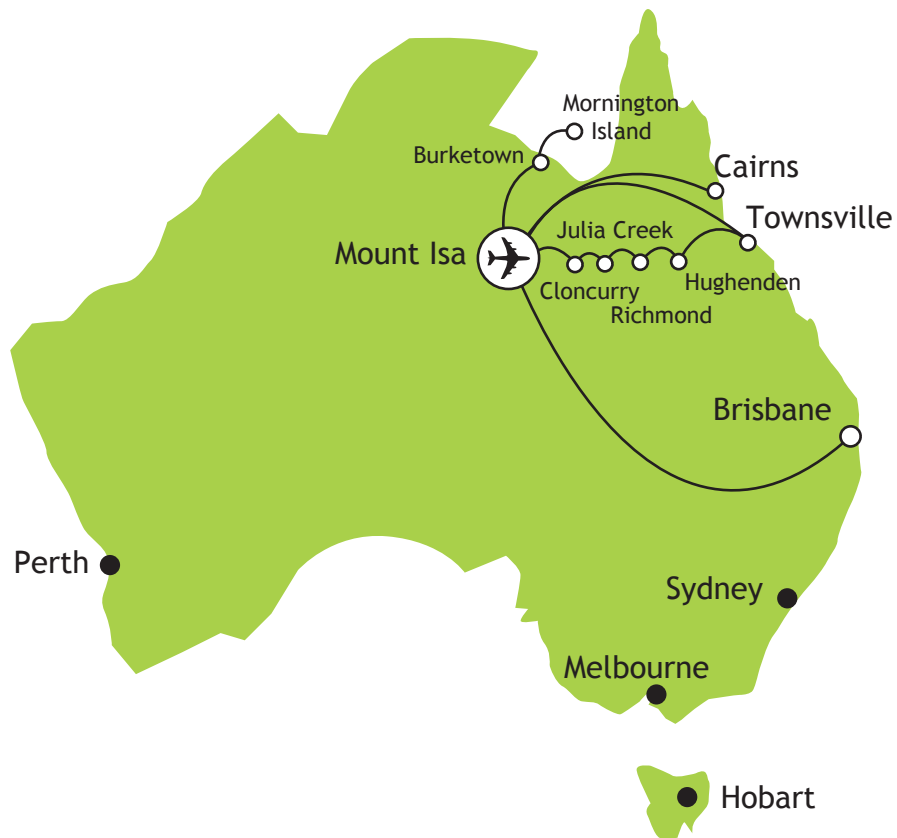 Mornington
Island
Burketown
Cairns
Townsville
Julia Creek
Mount Isa
Hughenden
Cloncurry
Richmond
Brisbane
Perth
Sydney
Melbourne
Hobart